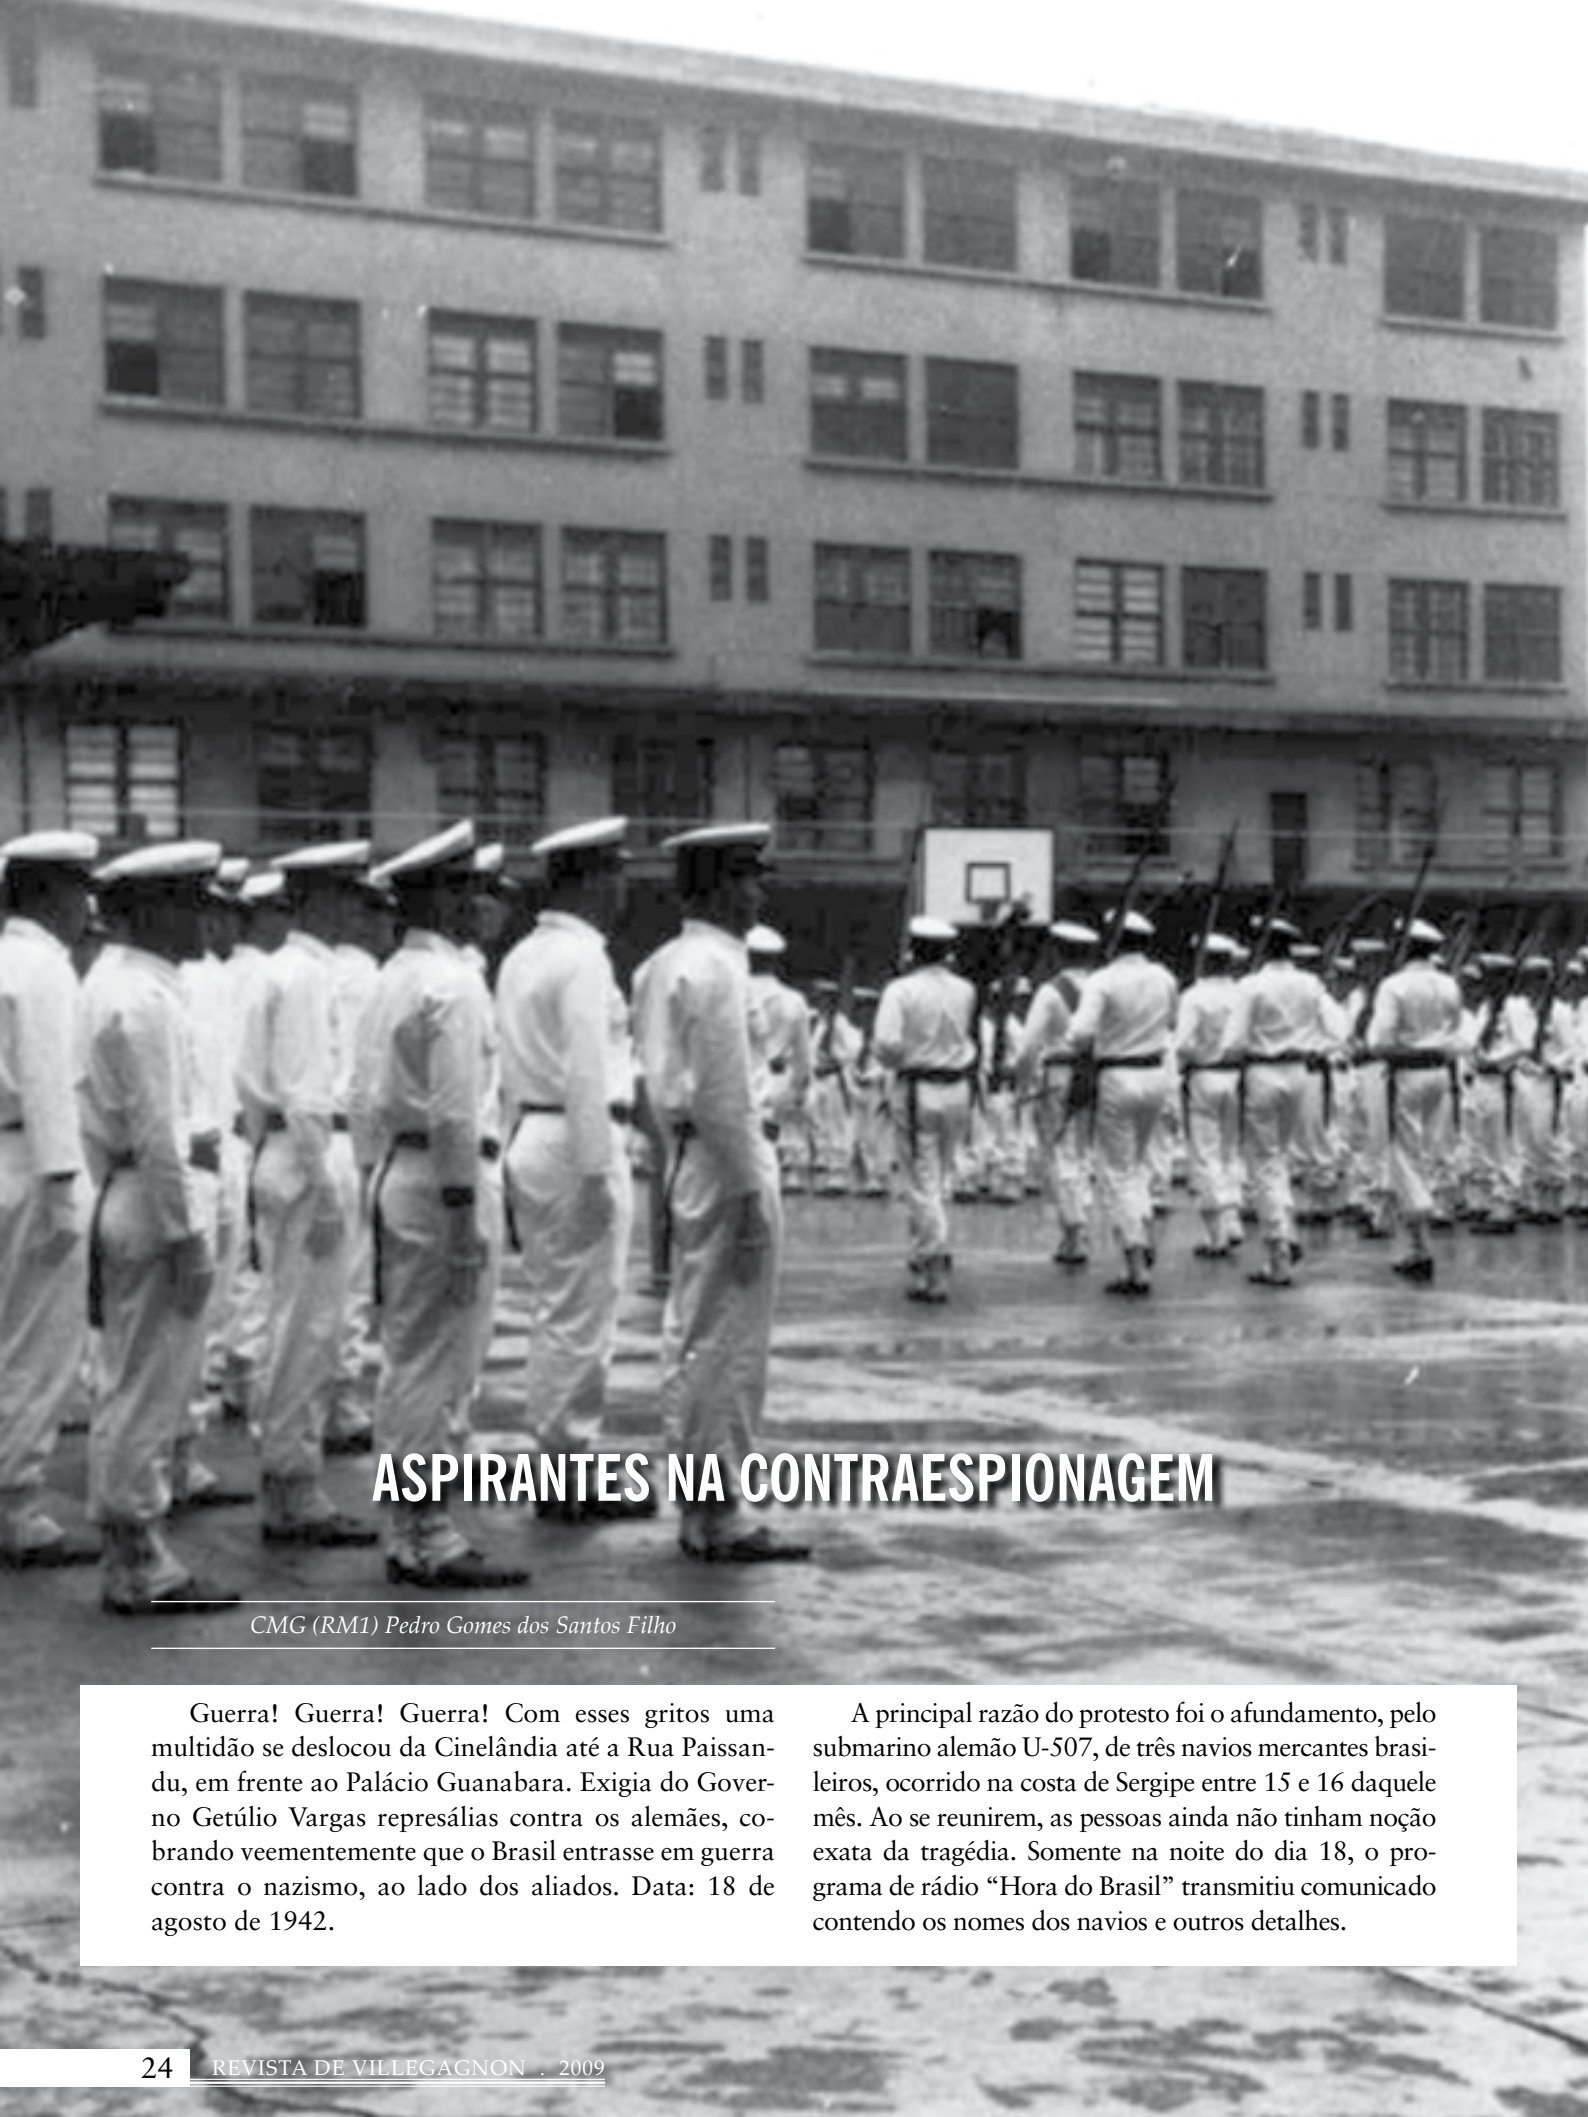 ASPIRANTES NA CONTRAESPIONAGEM
CMG (RM1) Pedro Gomes dos Santos Filho
Guerra! Guerra! Guerra! Com esses gritos uma
multidão se deslocou da Cinelândia até a Rua Paissan-
du, em frente ao Palácio Guanabara. Exigia do Gover-
no Getúlio Vargas represálias contra os alemães, co-
brando veementemente que o Brasil entrasse em guerra
contra o nazismo, ao lado dos aliados. Data: 18 de
agosto de 1942.
A principal razão do protesto foi o afundamento, pelo
submarino alemão U-507, de três navios mercantes brasi-
leiros, ocorrido na costa de Sergipe entre 15 e 16 daquele
mês. Ao se reunirem, as pessoas ainda não tinham noção
exata da tragédia. Somente na noite do dia 18, o pro-
grama de rádio “Hora do Brasil” transmitiu comunicado
contendo os nomes dos navios e outros detalhes.
24 REVISTA DE VILLEGAGNON . 2009